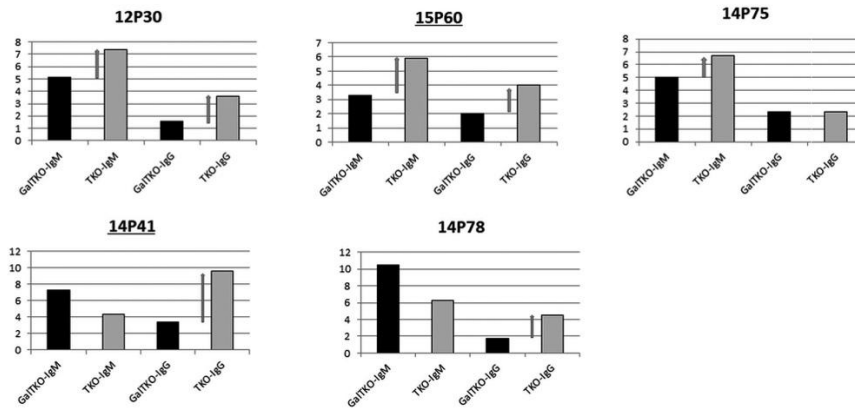 12P30
8
7
6
5
4
3
2
1
0
GalTKO-IgM
TKO-IgM
GalTKO-IgG
TKO-IgG
15P60
7
6
5
4
3
2
1
0
GalTKO-IgM
TKO-IgM
GalTKO-IgG
TKO-IgG
14P75
8
7
6
5
4
3
2
1
0
GalTKO-IgM
TKO-IgM
GalTKO-IgG
TKO-IgG
14P41
12
10
8
6
4
2
0
GalTKO-IgM
TKO-IgM
GalTKO-IgG
TKO-IgG
14P78
12
10
8
6
4
2
0
GalTKO-IgM
TKO-IgM
GalTKO-IgG
TKO-IgG